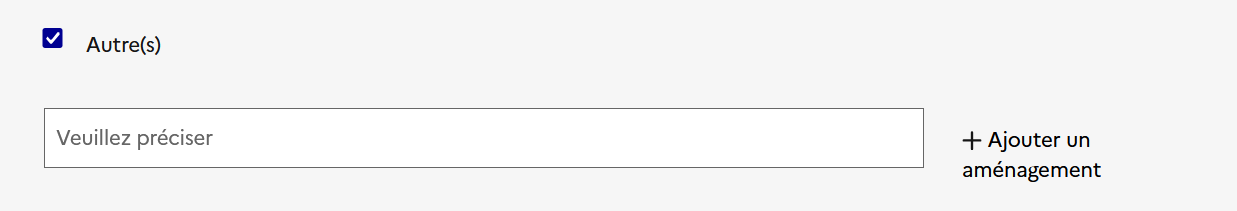 Autre(s)
Veuillez préciser
+ Ajouter un
aménagement